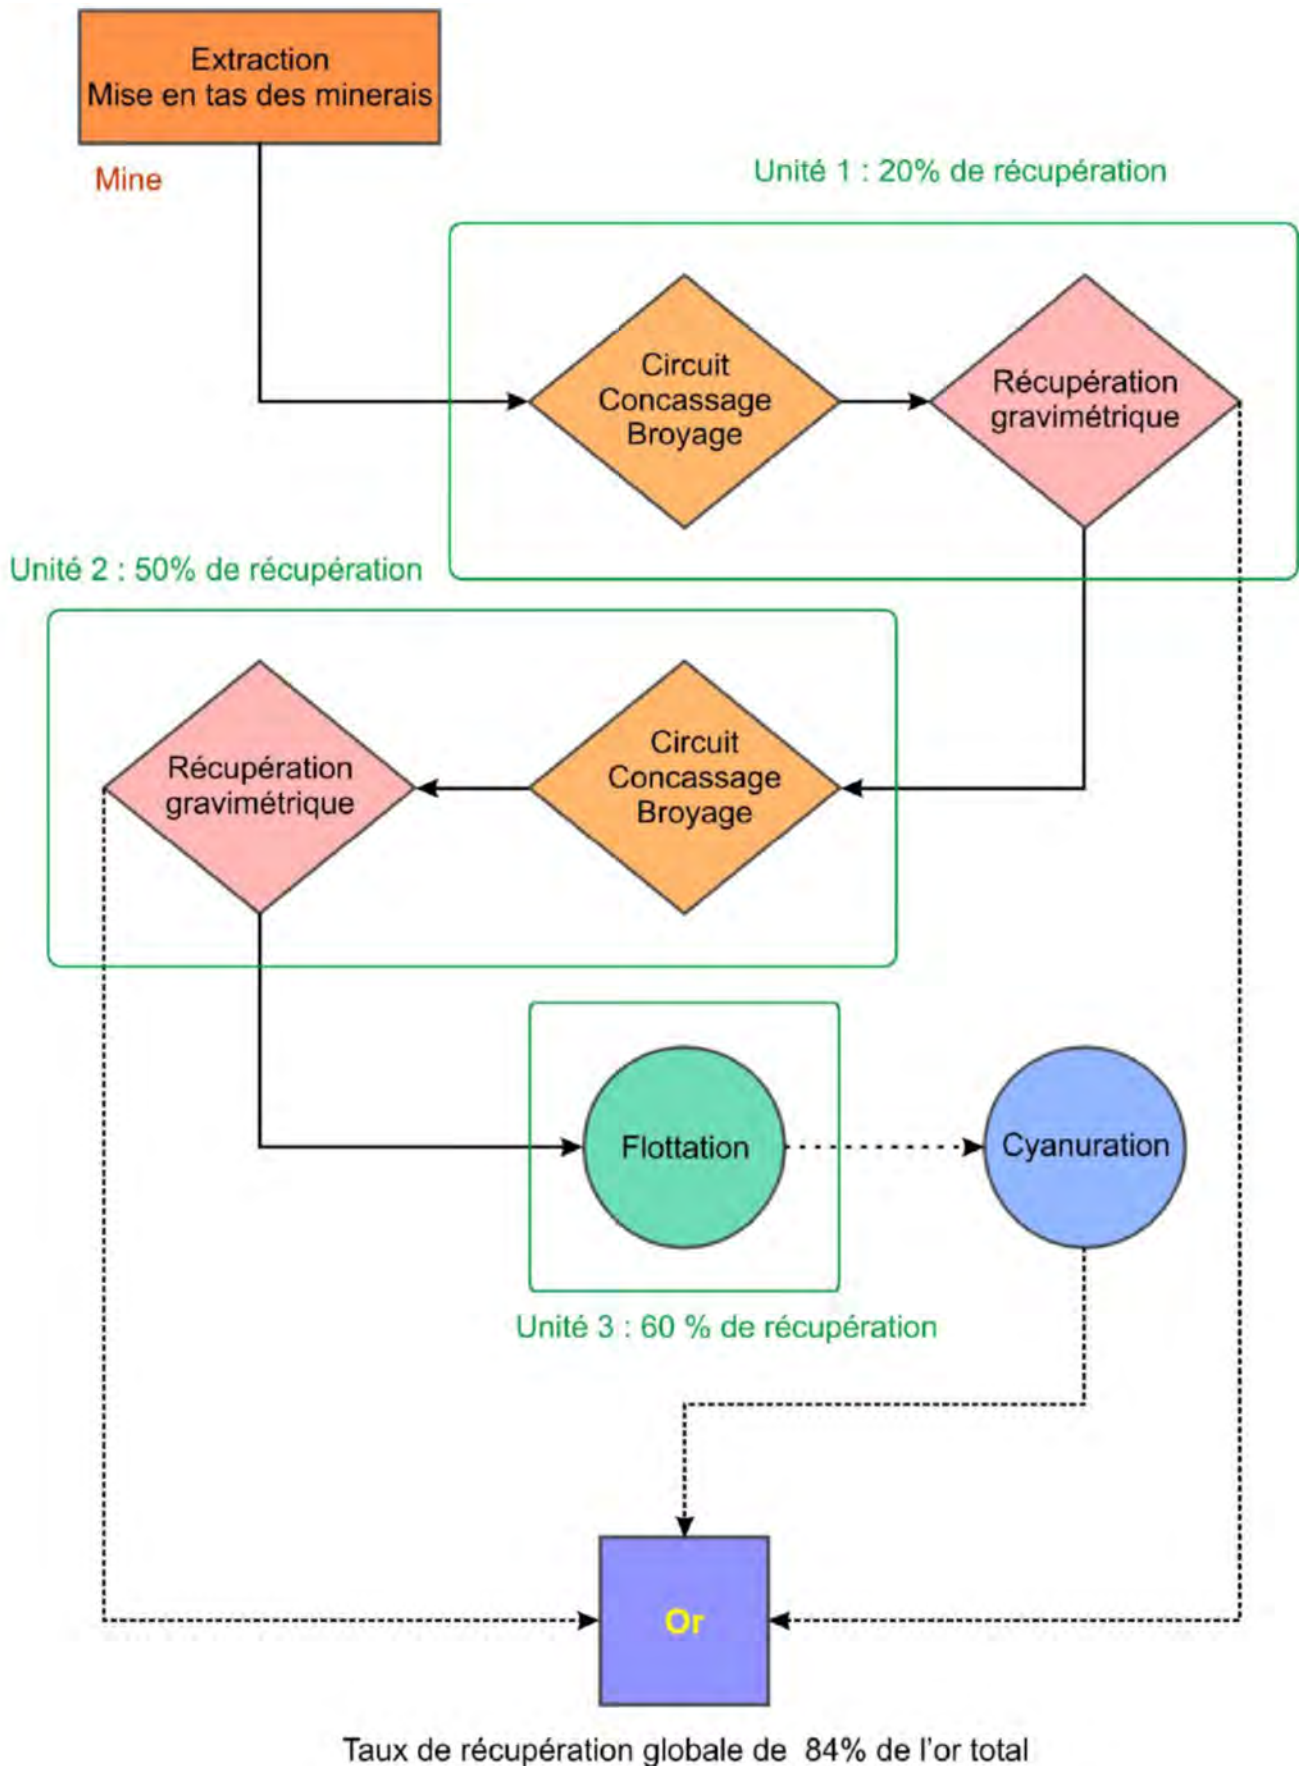 Extraction
Mise en tas des minerais
Mine
Unité 1 : 20% de récupération
Circuit
Concassage
Broyage
Récupération
gravimétrique
Unité 2 : 50% de récupération
Récupération
gravimétrique
Circuit
Concassage
Broyage
Flottation
Cyanuration
Unité 3 : 60 % de récupération
Or
Taux de récupération globale de 84% de l'or total